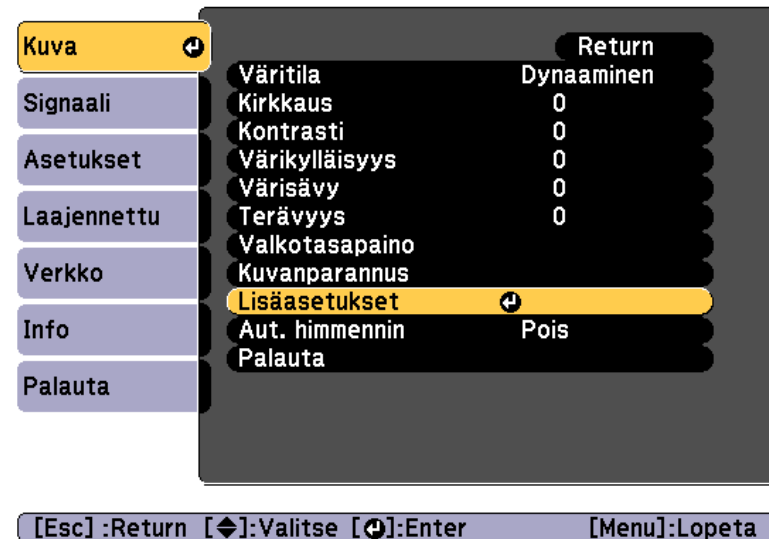 Kuva
Signaali
Asetukset
Laajennettu
Verkko
Info
Palauta
Return
Väritila Dynaaminen
Kirkkaus 0
Kontrasti 0
Värikylläisyys 0
Värisävy 0
Terävyys 0
Valkotasapaino
Kuvanparannus
Lisäasetukset
Aut. himmennin Pois
Palauta
[Esc] :Return [◆]:Valitse [⏎]:Enter [Menu]:Lopeta